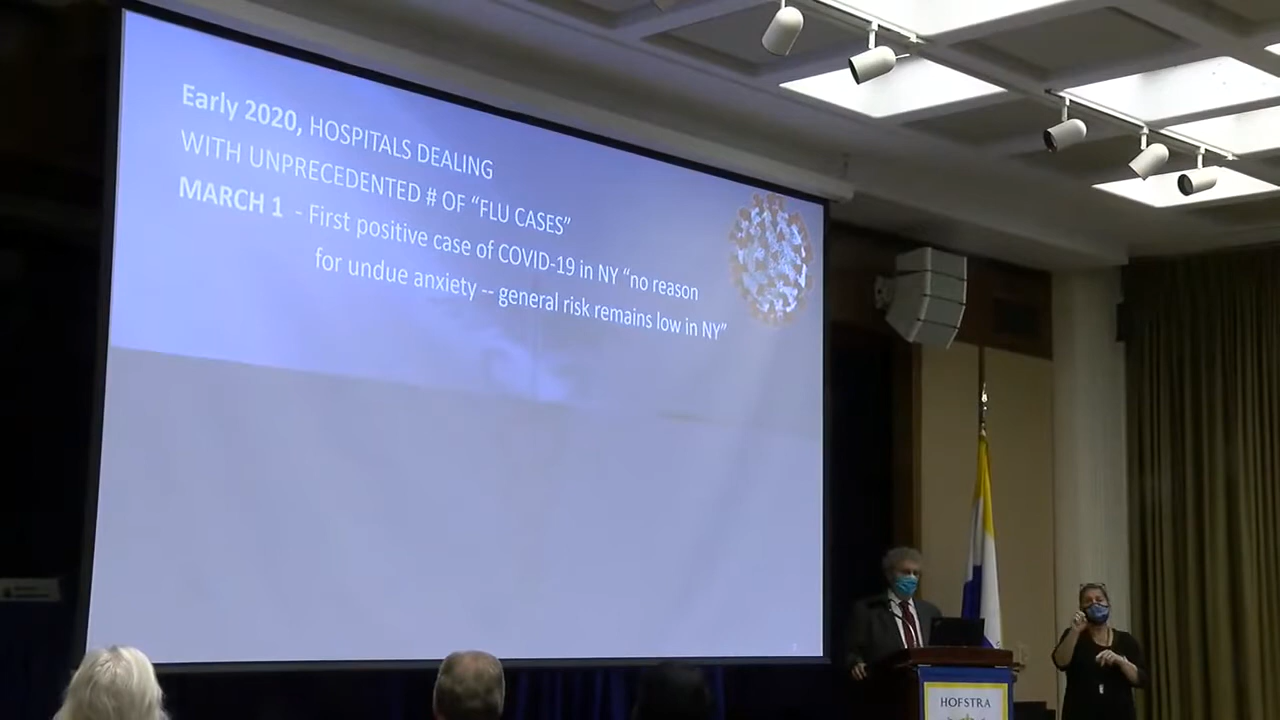 Early 2020, HOSPITALS DEALING
WITH UNPRECEDENTED # OF “FLU CASES”
MARCH 1 - First positive case of COVID-19 in NY “no reason
for undue anxiety -- general risk remains low in NY”
HOFSTRA